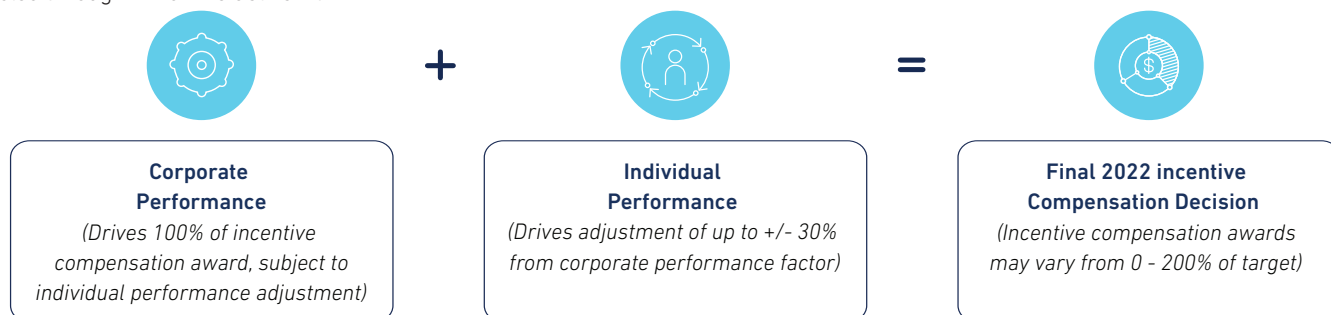 +
=
$
Corporate
Performance
(Drives 100% of incentive
compensation award, subject to
individual performance adjustment)
Individual
Performance
(Drives adjustment of up to +/- 30%
from corporate performance factor)
Final 2022 incentive
Compensation Decision
(Incentive compensation awards
may vary from 0 - 200% of target)